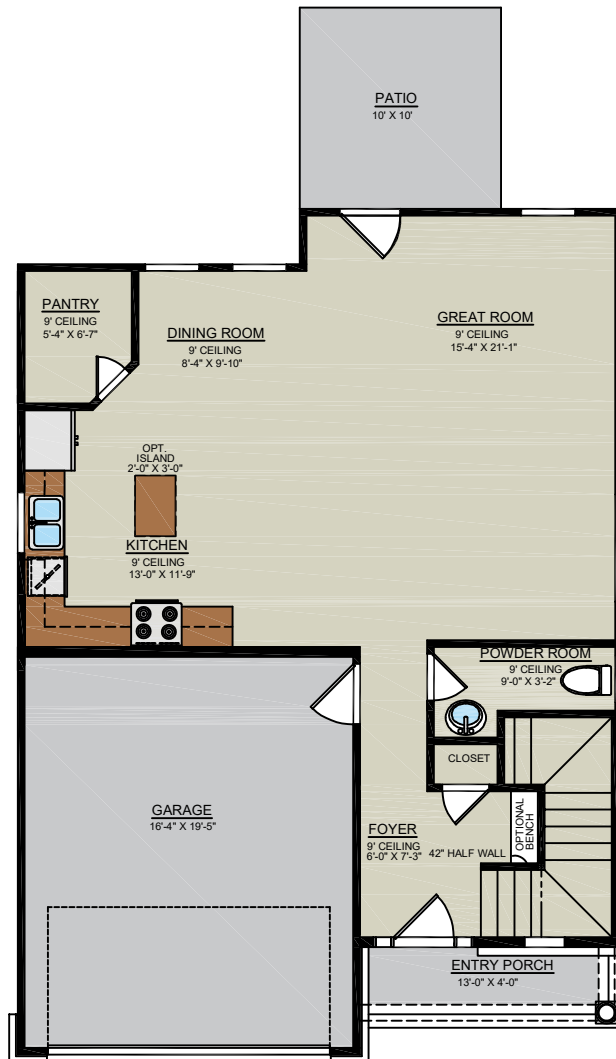 PATIO
10' X 10'
PANTRY
9' CEILING
5'-4" X 6'-7"
DINING ROOM
9' CEILING
8'-4" X 9'-10"
GREAT ROOM
9' CEILING
15'-4" X 21'-1"
OPT.
ISLAND
2'-0" X 3'-0"
KITCHEN
9' CEILING
13'-0" X 11'-9"
POWDER ROOM
9' CEILING
9'-0" X 3'-2"
CLOSET
GARAGE
16'-4" X 19'-5"
FOYER
9' CEILING
6'-0" X 7'-3"
42" HALF WALL
OPTIONAL
BENCH
ENTRY PORCH
13'-0" X 4'-0"